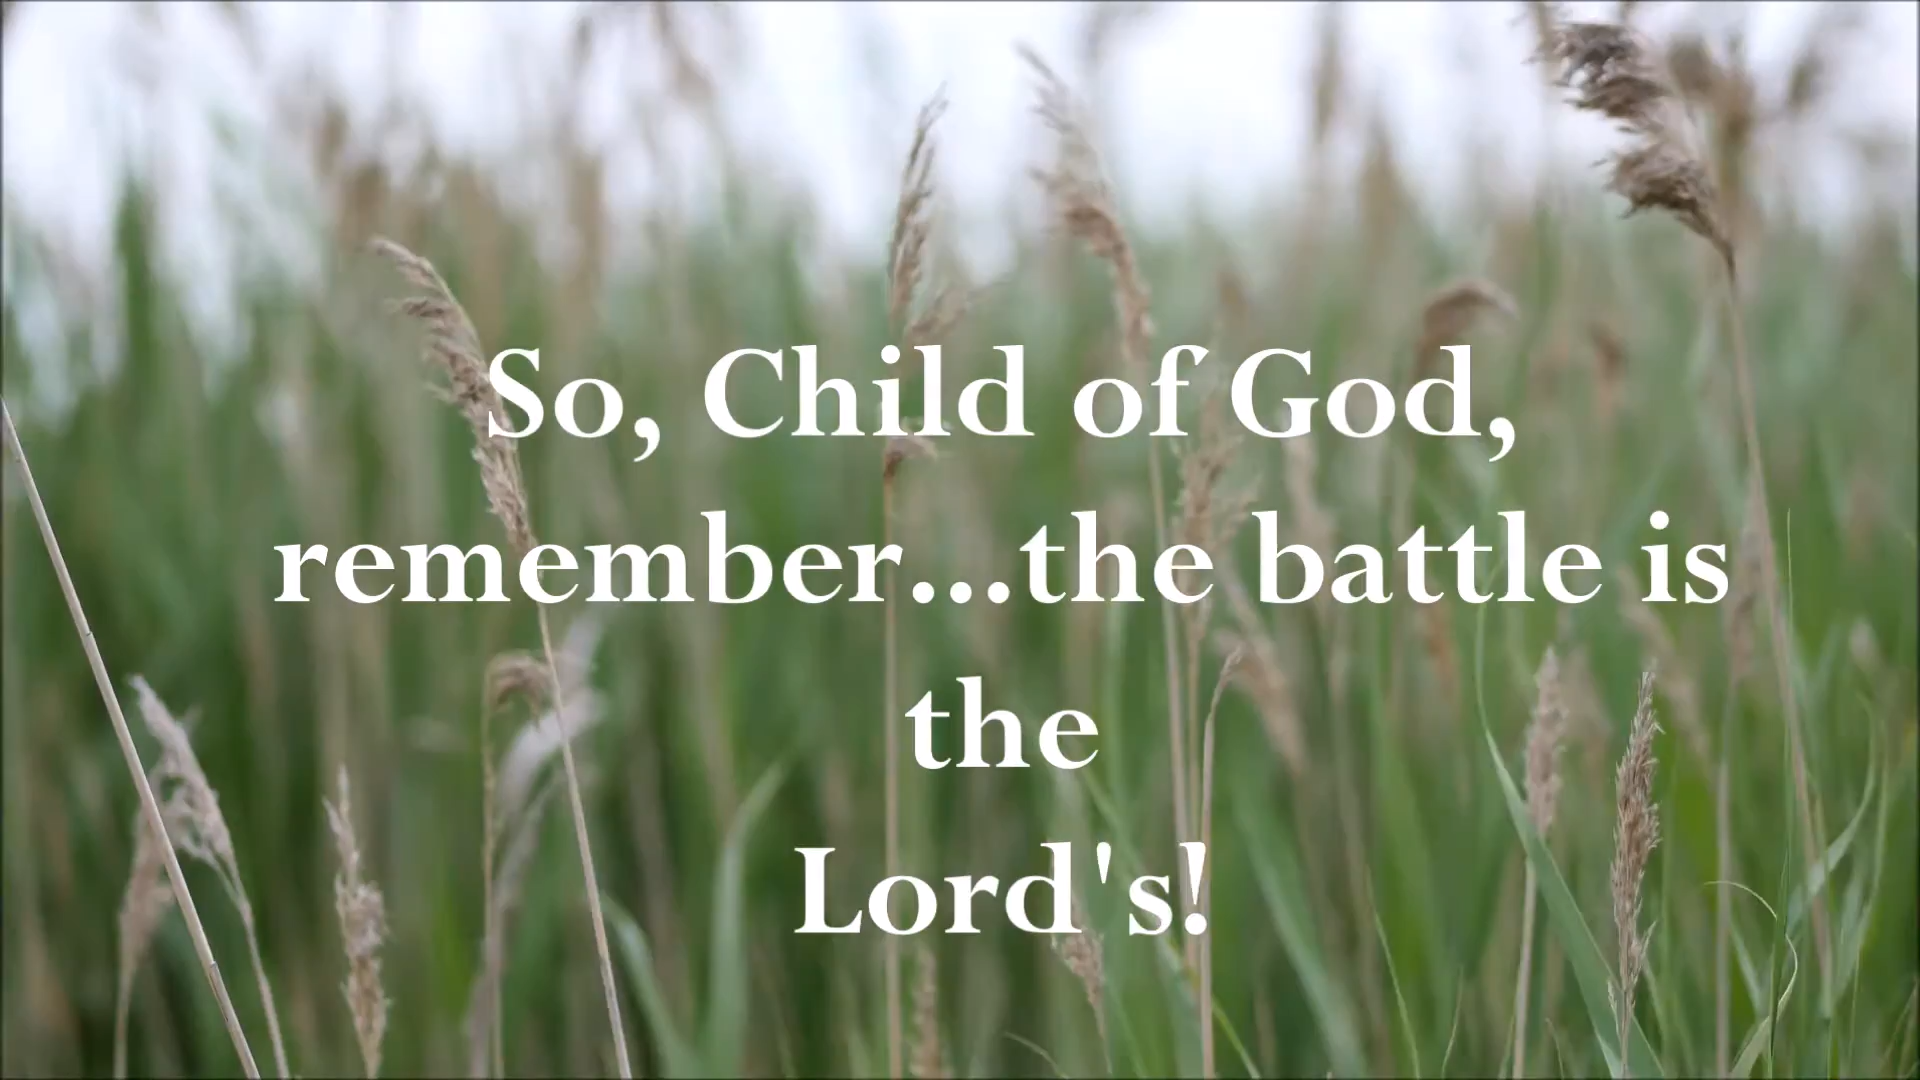 So, Child of God,
remember...the battle is
the
Lord's!